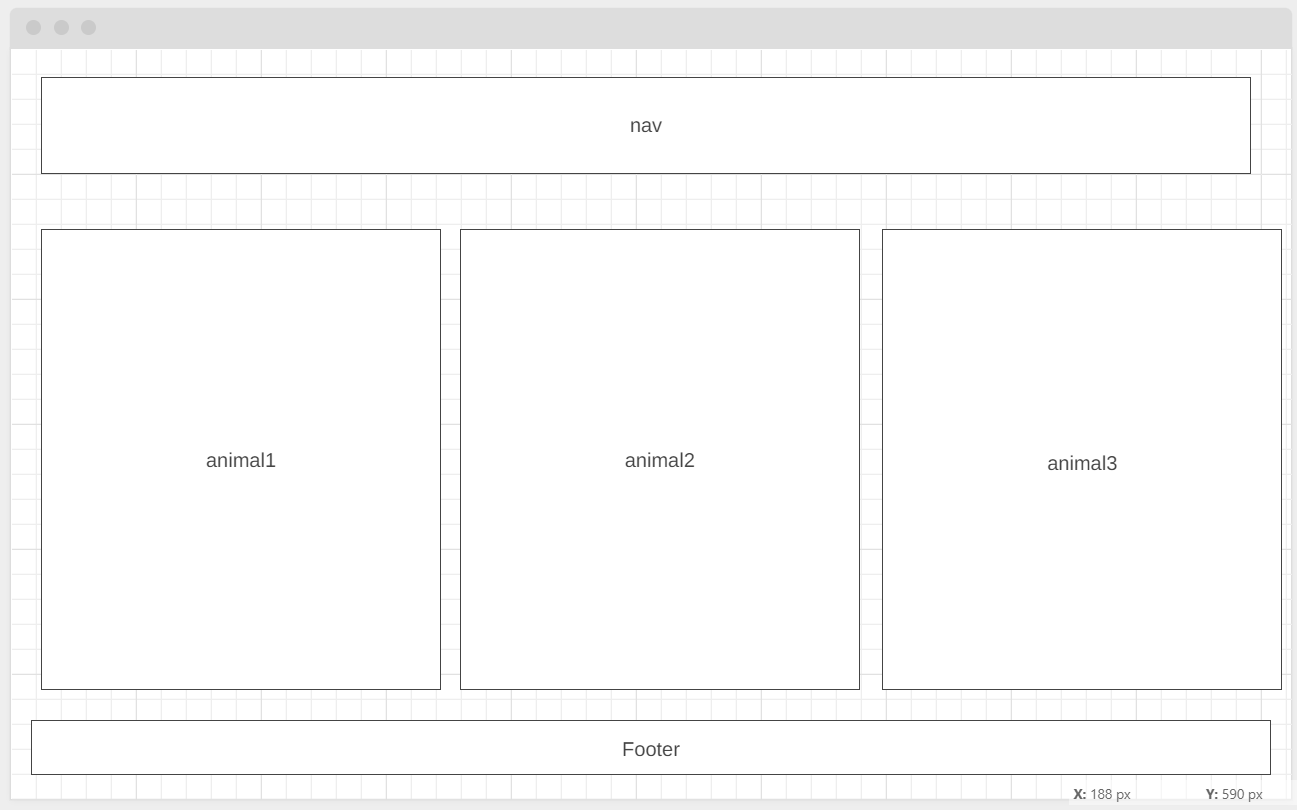 nav
animal1
animal2
animal3
Footer
X: 188 px Y: 590 px